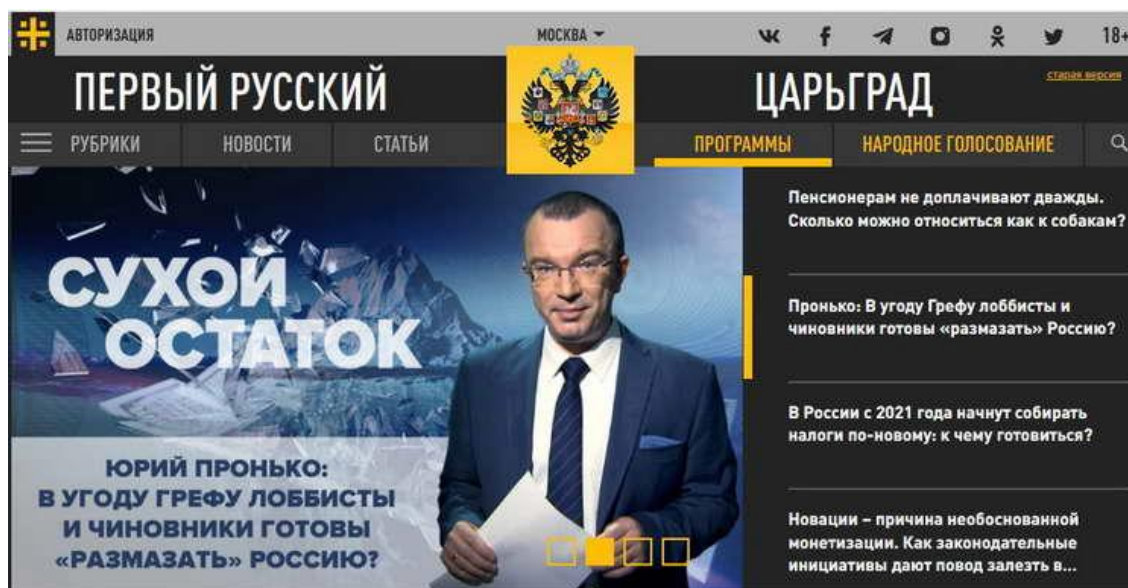 АВТОРИЗАЦИЯ
МОСКВА
18+
ПЕРВЫЙ РУССКИЙ
ЦАРЬГРАД
старая версия
РУБРИКИ
НОВОСТИ
СТАТЬИ
ПРОГРАММЫ
НАРОДНОЕ ГОЛОСОВАНИЕ
СУХОЙ
ОСТАТОК
ЮРИЙ ПРОНЬКО:
В УГОДУ ГРЕФУ ЛОББИСТЫ
И ЧИНОВНИКИ ГОТОВЫ
«РАЗМАЗАТЬ» РОССИЮ?
Пенсионерам не доплачивают дважды.
Сколько можно относиться как к собакам?
Пронько: В угоду Грефу лоббисты и
чиновники готовы «размазать» Россию?
В России с 2021 года начнут собирать
налоги по-новому: к чему готовиться?
Новации – причина необоснованной
монетизации. Как законодательные
инициативы дают повод залезть в...